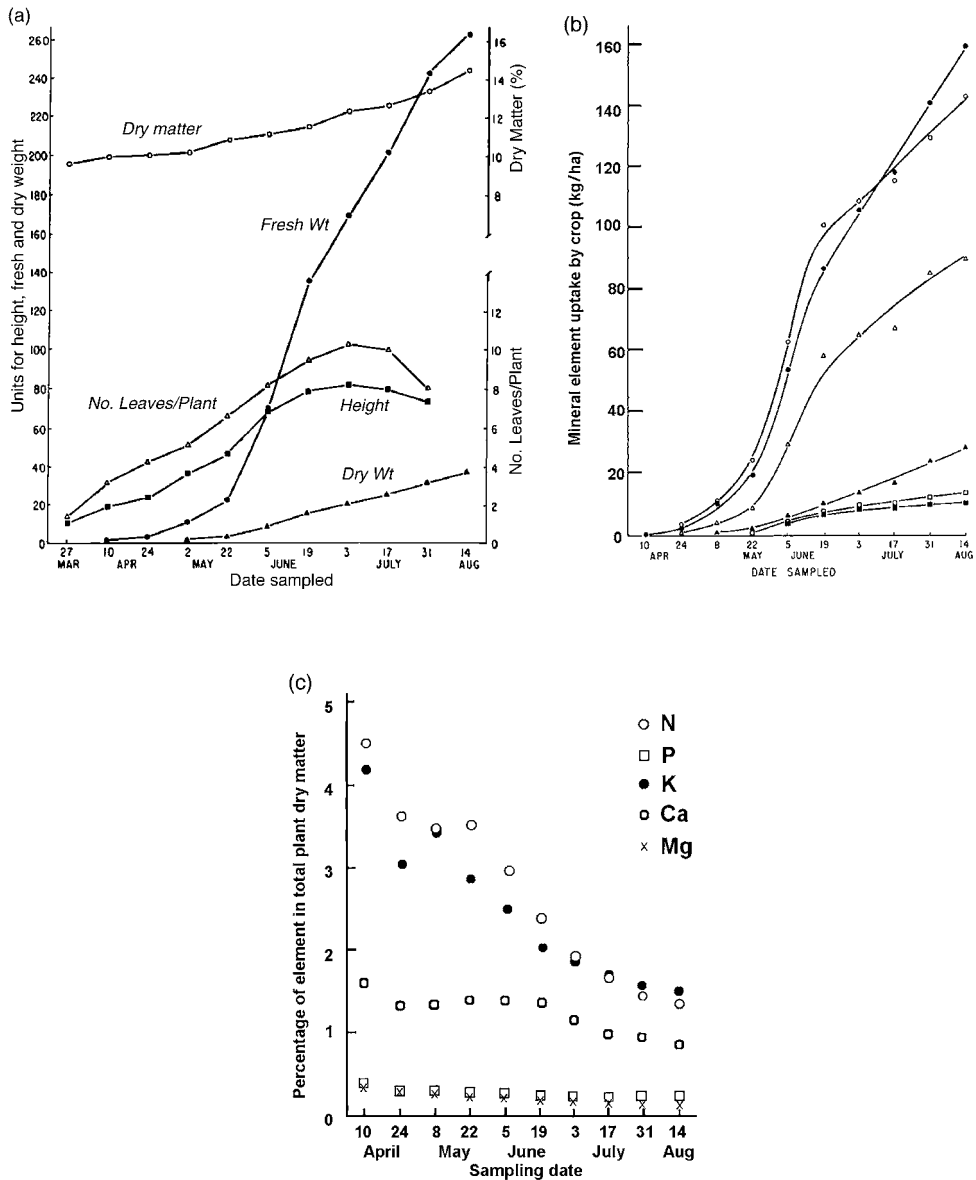 (a)
Units for height, fresh and dry weight
260
240
220
200
180
160
140
120
100
80
60
40
20
0
16
14
12
10
8
Dry Matter (%)
12
10
8
6
4
2
0
No. Leaves/Plant
Dry matter
Fresh Wt
No. Leaves/Plant
Height
Dry Wt
27 10 24 2 22 5 19 3 17 31 14
MAR APR MAY JUNE JULY AUG
Date sampled
(b)
Mineral element uptake by crop (kg/ha)
160
140
120
100
80
60
40
20
0
10 24 8 22 5 19 3 17 31 14
APR MAY JUNE JULY AUG
DATE SAMPLED
(c)
Percentage of element in total plant dry matter
5
4
3
2
1
0
N
P
K
Ca
Mg
10 24 8 22 5 19 3 17 31 14
April May June July Aug
Sampling date